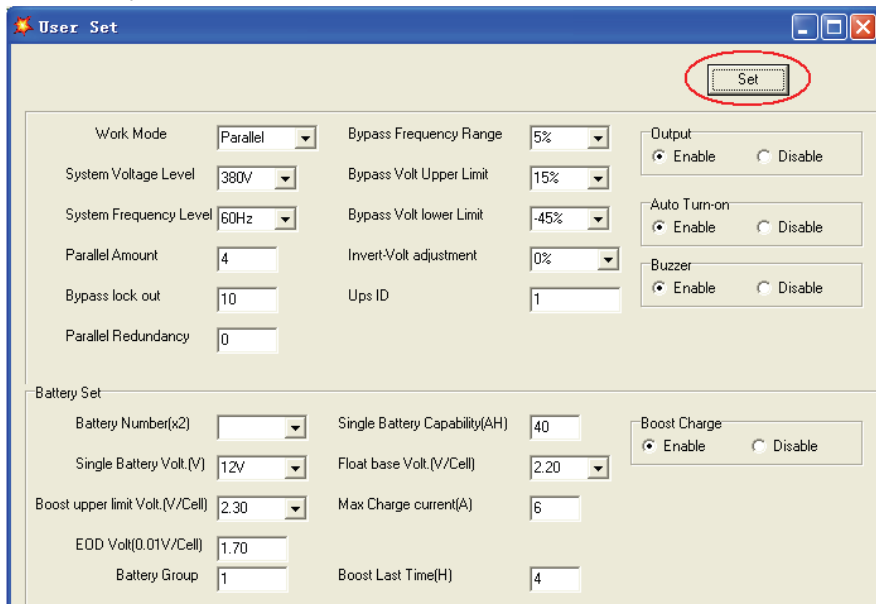 User Set
Set
Work Mode Parallel Bypass Frequency Range 5% Output
Enable Disable
System Voltage Level 380V Bypass Volt Upper Limit 15%
Auto Turn-on
System Frequency Level 60Hz Bypass Volt lower Limit -45% Enable Disable
Parallel Amount 4 Invert-Volt adjustment 0%
Buzzer
Bypass lock out 10 Ups ID 1 Enable Disable
Parallel Redundancy 0
Battery Set
Battery Number(x2) Single Battery Capability(AH) 40 Boost Charge
Enable Disable
Single Battery Volt.(V) 12V Float base Volt.(V/Cell) 2.20
Boost upper limit Volt.(V/Cell) 2.30 Max Charge current(A) 6
EOD Volt(0.01V/Cell) 1.70
Battery Group 1 Boost Last Time(H) 4